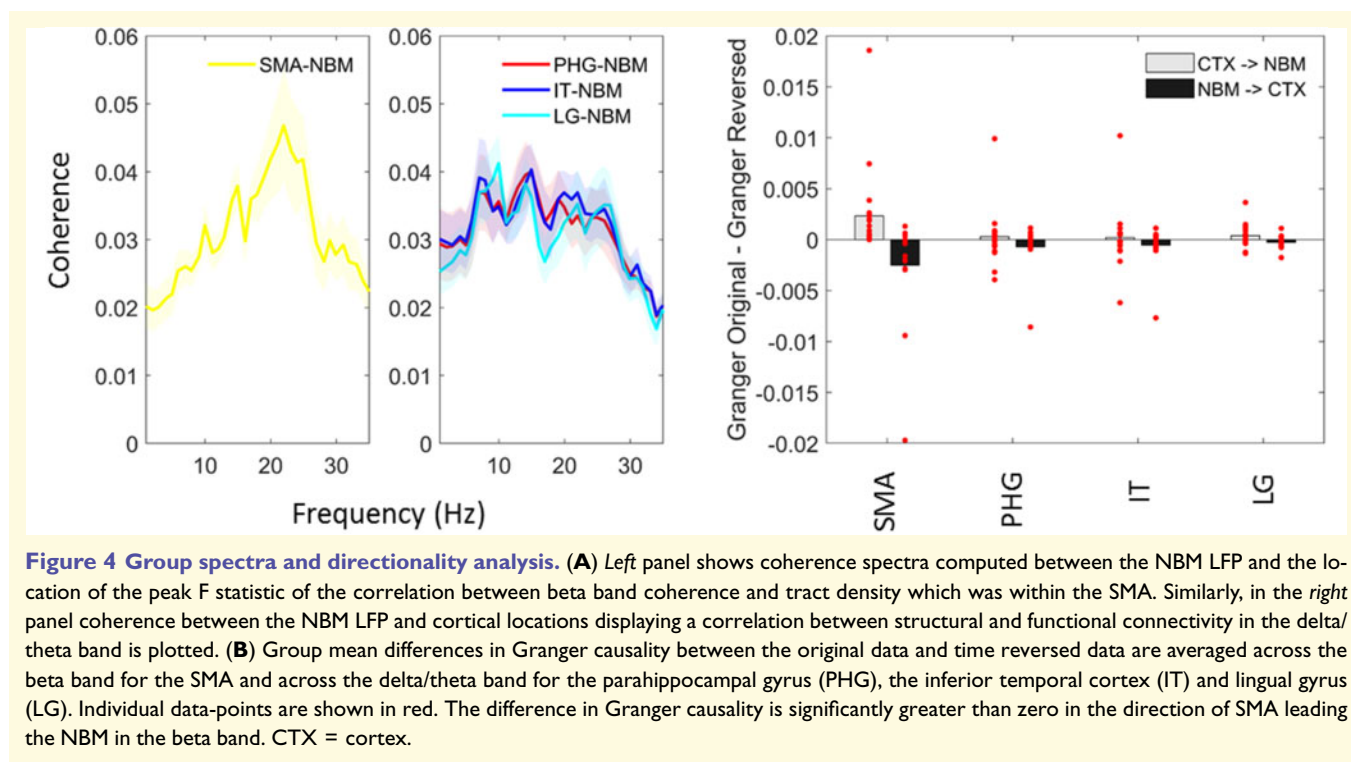 0.06
0.05
0.04
0.03
0.02
0.01
0
10
20
30
SMA-NBM
Coherence
0.06
0.05
0.04
0.03
0.02
0.01
0
10
20
30
PHG-NBM
IT-NBM
LG-NBM
Frequency (Hz)
0.02
0.015
0.01
0.005
0
-0.005
-0.01
-0.015
-0.02
Granger Original - Granger Reversed
CTX -> NBM
NBM -> CTX
SMA
PHG
IT
LG
Figure 4 Group spectra and directionality analysis. (A) Left panel shows coherence spectra computed between the NBM LFP and the lo-
cation of the peak F statistic of the correlation between beta band coherence and tract density which was within the SMA. Similarly, in the right
panel coherence between the NBM LFP and cortical locations displaying a correlation between structural and functional connectivity in the delta/
theta band is plotted. (B) Group mean differences in Granger causality between the original data and time reversed data are averaged across the
beta band for the SMA and across the delta/theta band for the parahippocampal gyrus (PHG), the inferior temporal cortex (IT) and lingual gyrus
(LG). Individual data-points are shown in red. The difference in Granger causality is significantly greater than zero in the direction of SMA leading
the NBM in the beta band. CTX = cortex.